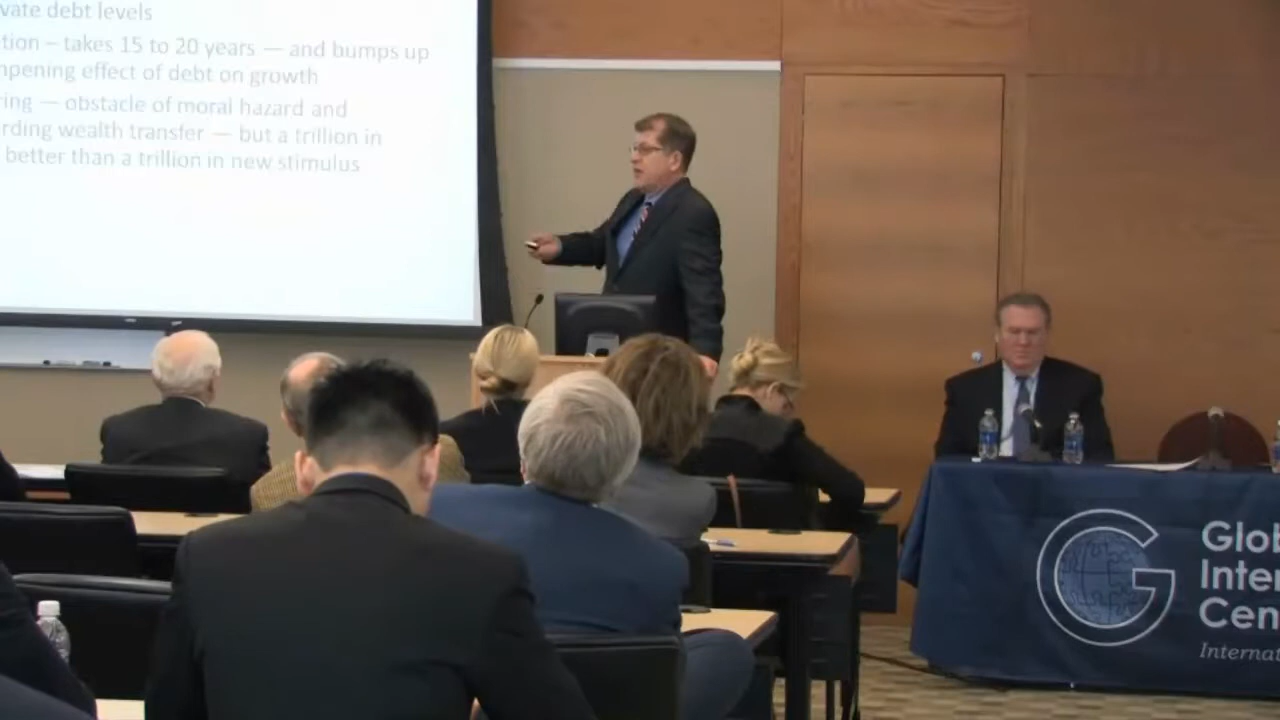 vate debt levels
tion – takes 15 to 20 years — and bumps up
mpening effect of debt on growth
ring — obstacle of moral hazard and
rding wealth transfer — but a trillion in
better than a trillion in new stimulus
G
Glob
Inter
Cen
Internat